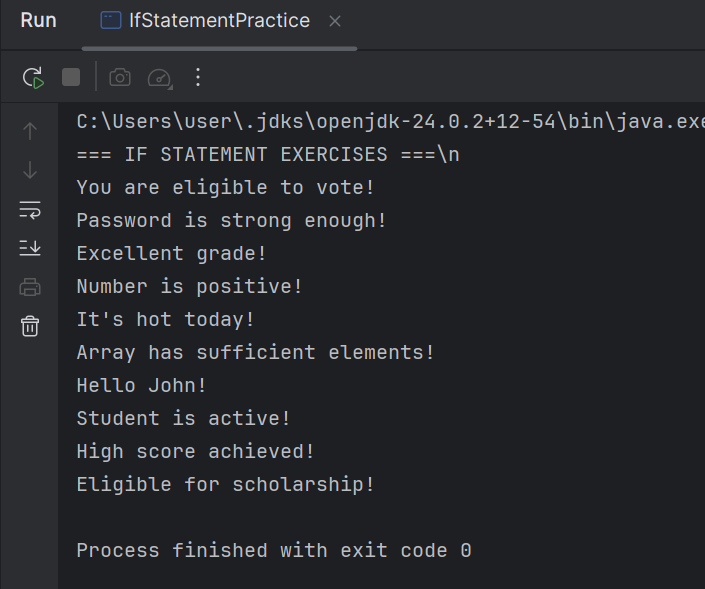 Run IfStatementPractice
C:\Users\user\.jdks\openjdk-24.0.2+12-54\bin\java.exe
=== IF STATEMENT EXERCISES ===\n
You are eligible to vote!
Password is strong enough!
Excellent grade!
Number is positive!
It's hot today!
Array has sufficient elements!
Hello John!
Student is active!
High score achieved!
Eligible for scholarship!
Process finished with exit code 0